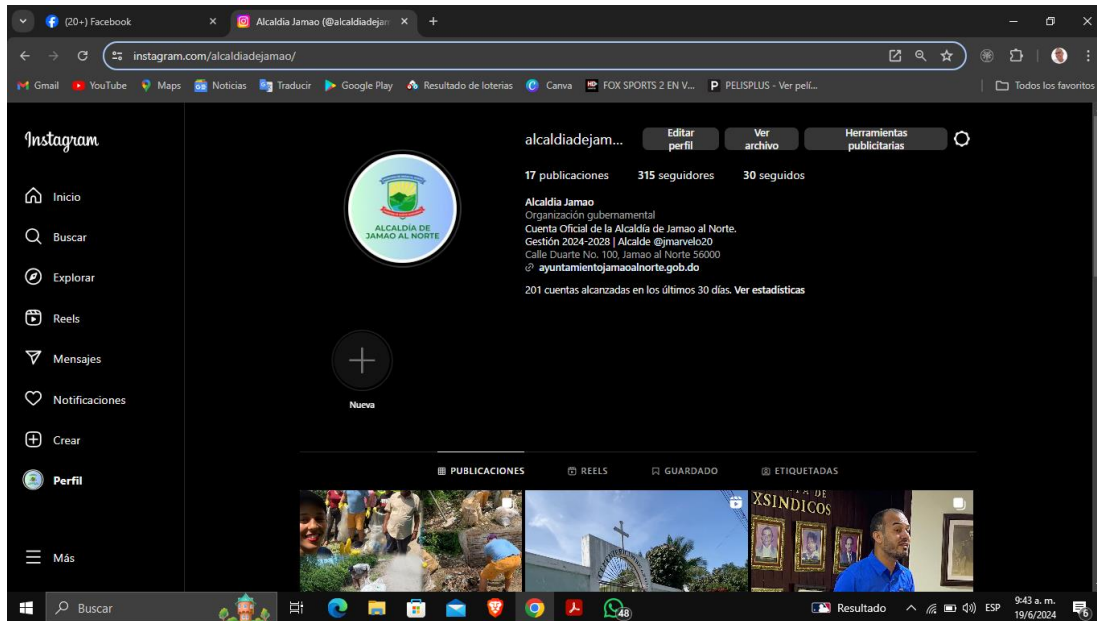 (20+) Facebook
Alcaldia Jamao (@alcaldiadejam
instagram.com/alcaldiadejamao/
Gmail
YouTube
Maps
Noticias
Traducir
Google Play
Resultado de loterias
Canva
FOX SPORTS 2 EN V...
PELISPLUS - Ver pelí...
Todos los favoritos
Instagram
Inicio
Buscar
Explorar
Reels
Mensajes
Notificaciones
Crear
Perfil
Más
ALCALDÍA DE
JAMAO AL NORTE
alcaldiadejam...
Editar
perfil
Ver
archivo
Herramientas
publicitarias
17 publicaciones 315 seguidores 30 seguidos
Alcaldia Jamao
Organización gubernamental
Cuenta Oficial de la Alcaldía de Jamao al Norte.
Gestión 2024-2028 | Alcalde @jmarvelo20
Calle Duarte No. 100, Jamao al Norte 56000
ayuntamientojamaoalnorte.gob.do
201 cuentas alcanzadas en los últimos 30 días. Ver estadísticas
Nueva
PUBLICACIONES
REELS
GUARDADO
ETIQUETADAS
DE
XSINDICOS
Buscar
48
Resultado
ESP
9:43 a. m.
19/6/2024
6